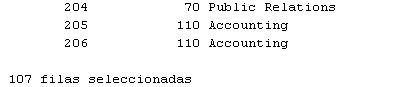 204 70 Public Relations
205 110 Accounting
206 110 Accounting
107 filas seleccionadas